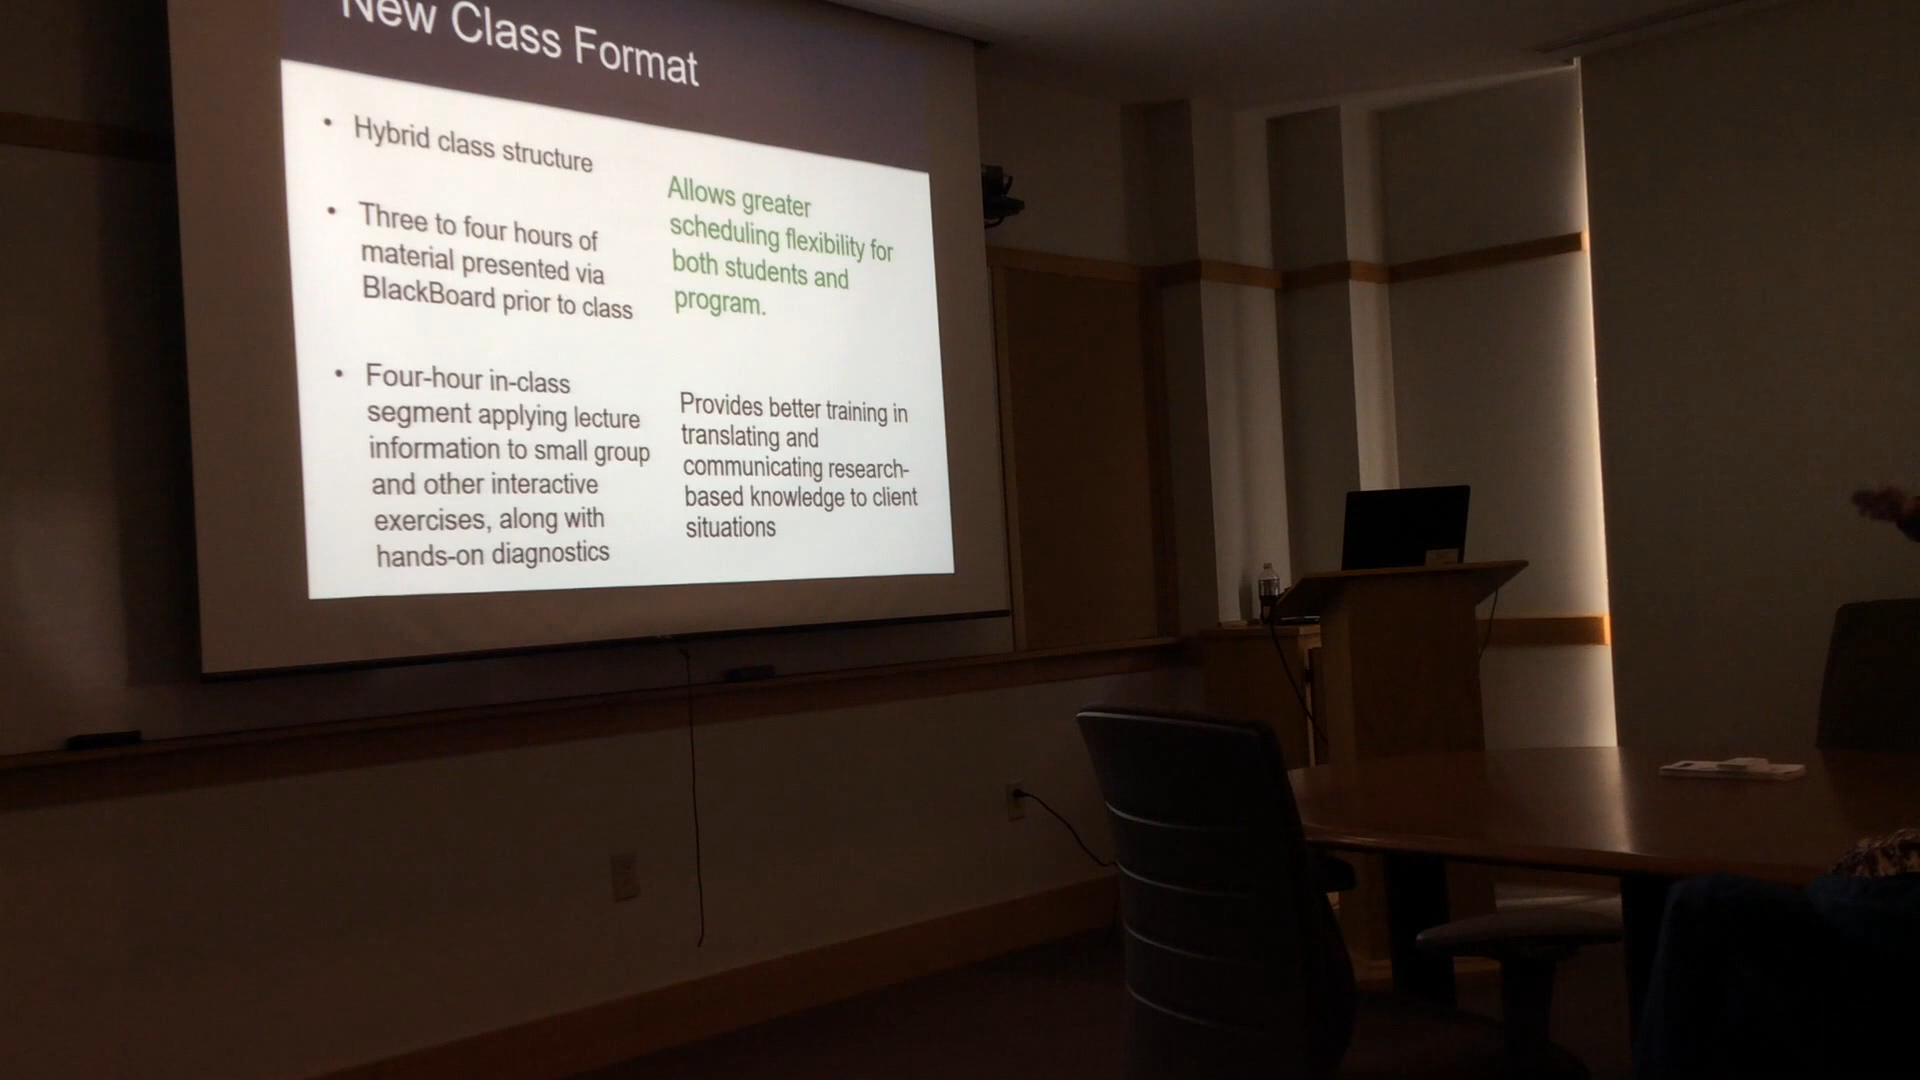 New Class Format
• Hybrid class structure
• Three to four hours of
material presented via
BlackBoard prior to class
• Four-hour in-class
segment applying lecture
information to small group
and other interactive
exercises, along with
hands-on diagnostics
Allows greater
scheduling flexibility for
both students and
program.
Provides better training in
translating and
communicating research-
based knowledge to client
situations